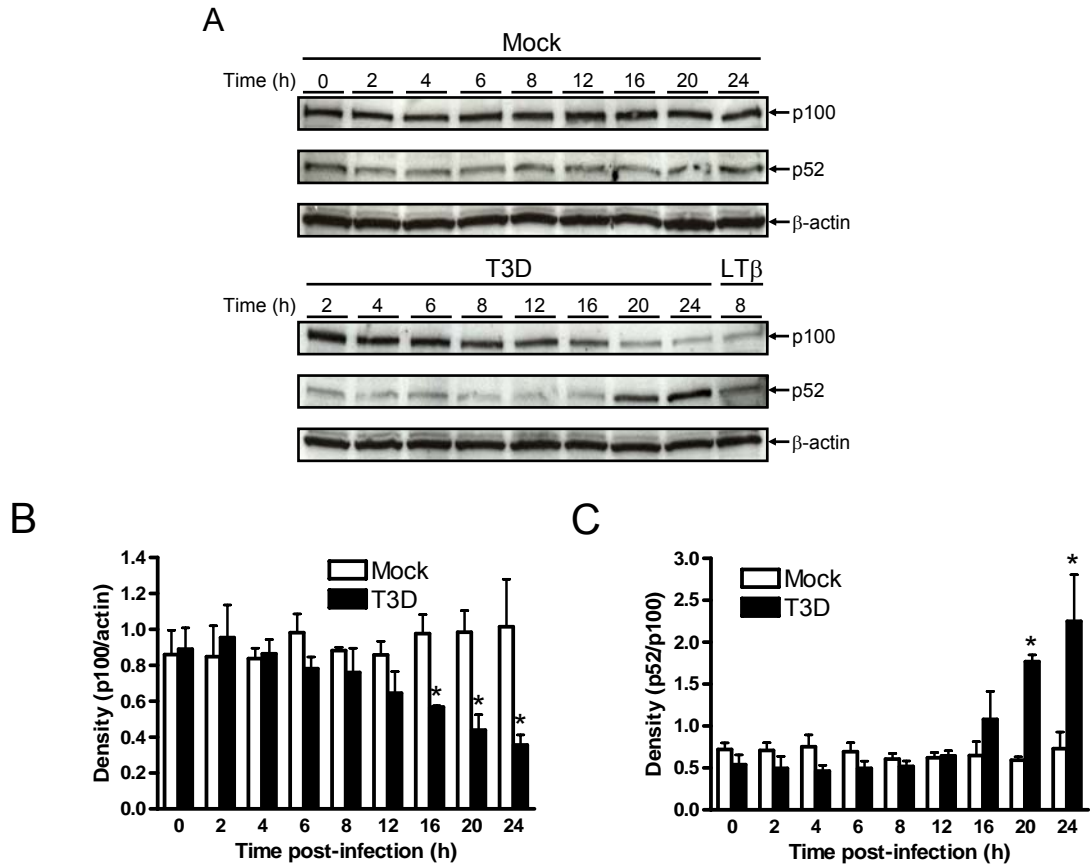 A
Mock
Time (h) 0 2 4 6 8 12 16 20 24
p100
p52
β-actin
T3D LTβ
Time (h) 2 4 6 8 12 16 20 24 8
p100
p52
β-actin
B
Density (p100/actin)
1.4
1.2
1.0
0.8
0.6
0.4
0.2
0.0
Mock
T3D
* * *
0 2 4 6 8 12 16 20 24
Time post-infection (h)
C
Density (p52/p100)
3.0
2.5
2.0
1.5
1.0
0.5
0.0
Mock
T3D
* *
0 2 4 6 8 12 16 20 24
Time post-infection (h)